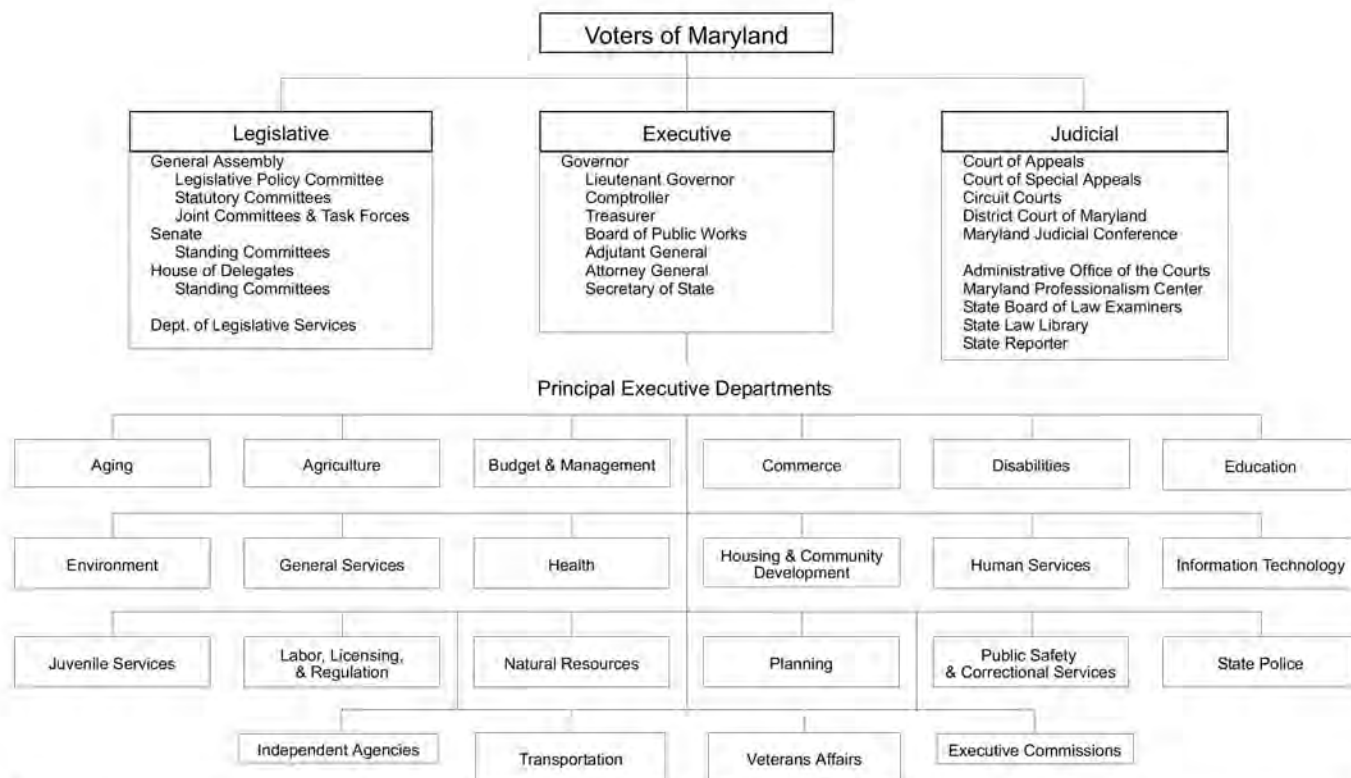 Voters of Maryland
Legislative
General Assembly
Legislative Policy Committee
Statutory Committees
Joint Committees & Task Forces
Senate
Standing Committees
House of Delegates
Standing Committees
Dept. of Legislative Services
Executive
Governor
Lieutenant Governor
Comptroller
Treasurer
Board of Public Works
Adjutant General
Attorney General
Secretary of State
Judicial
Court of Appeals
Court of Special Appeals
Circuit Courts
District Court of Maryland
Maryland Judicial Conference
Administrative Office of the Courts
Maryland Professionalism Center
State Board of Law Examiners
State Law Library
State Reporter
Principal Executive Departments
Aging
Agriculture
Budget & Management
Commerce
Disabilities
Education
Environment
General Services
Health
Housing & Community
Development
Human Services
Information Technology
Juvenile Services
Labor, Licensing,
& Regulation
Natural Resources
Planning
Public Safety
& Correctional Services
State Police
Independent Agencies
Transportation
Veterans Affairs
Executive Commissions